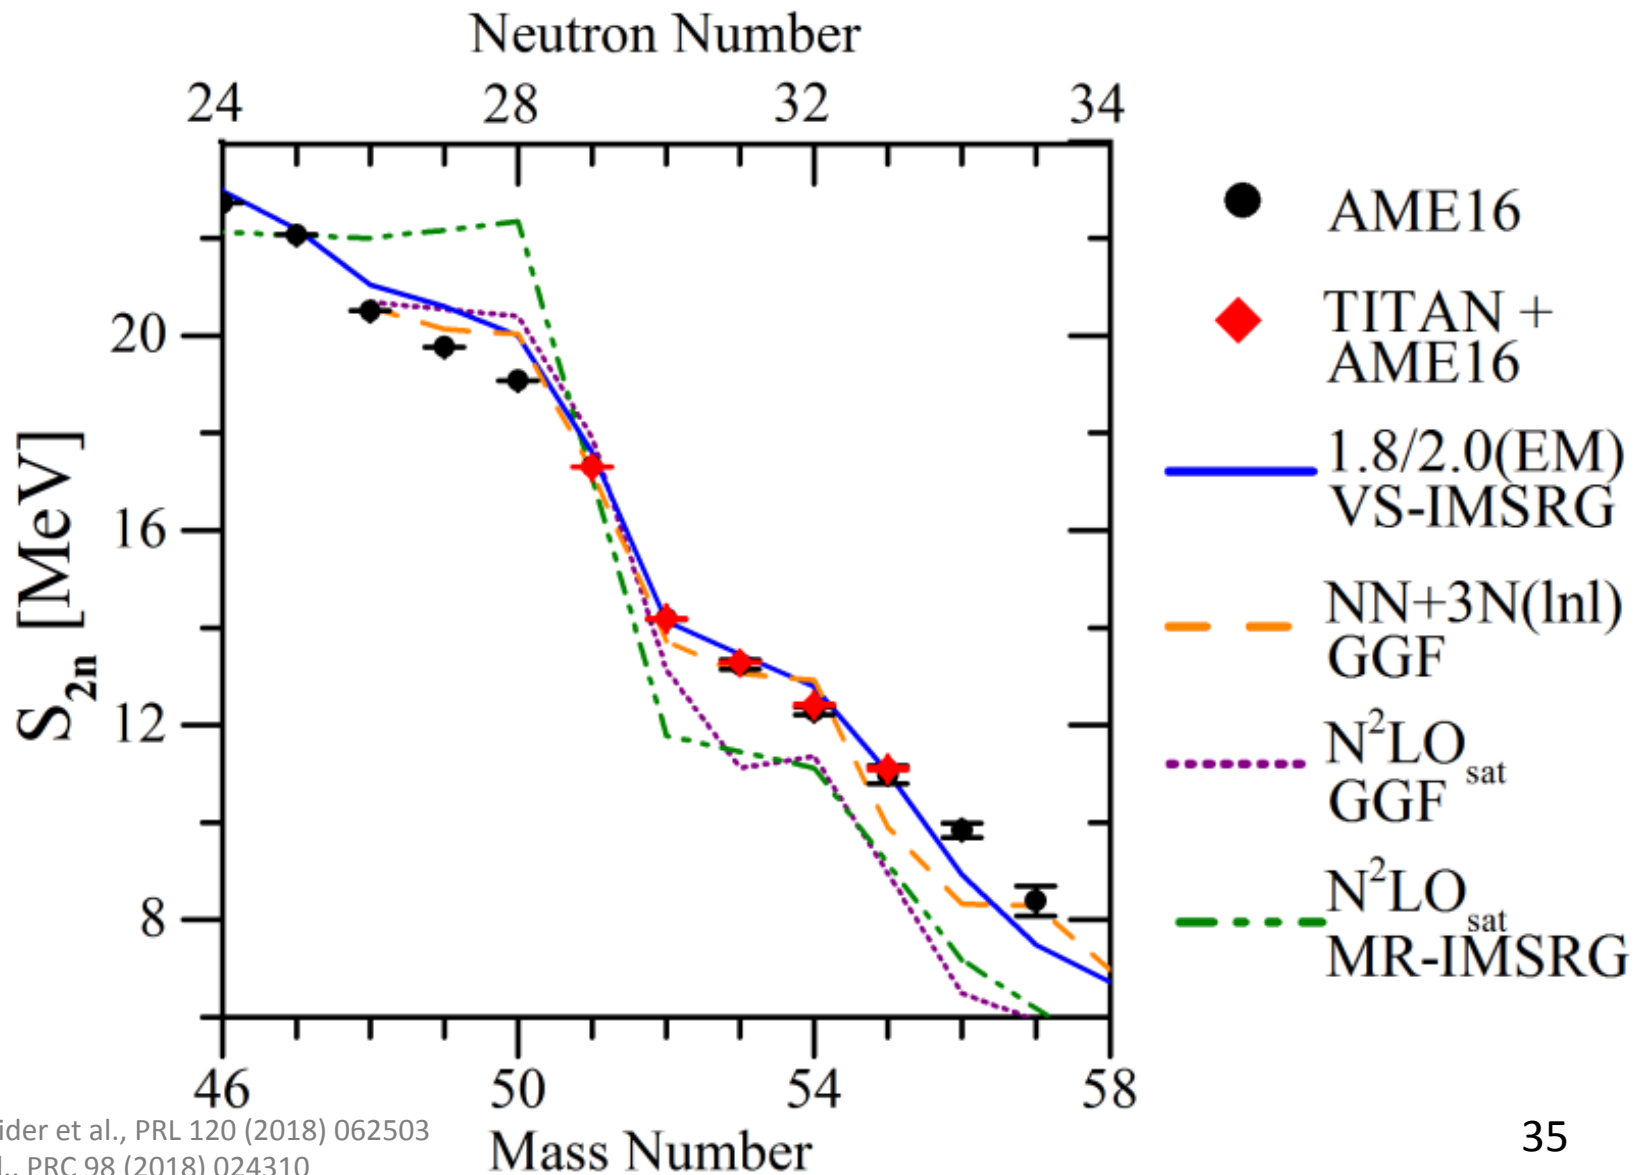 Neutron Number
24 28 32 34
S2n [MeV]
20
16
12
8
46 50 54 58
Mass Number
AME16
TITAN +
AME16
1.8/2.0(EM)
VS-IMSRG
NN+3N(lnl)
GGF
N²LOsat
GGF
N²LOsat
MR-IMSRG
et al., PRL 120 (2018) 062503
PRC 98 (2018) 024310
35